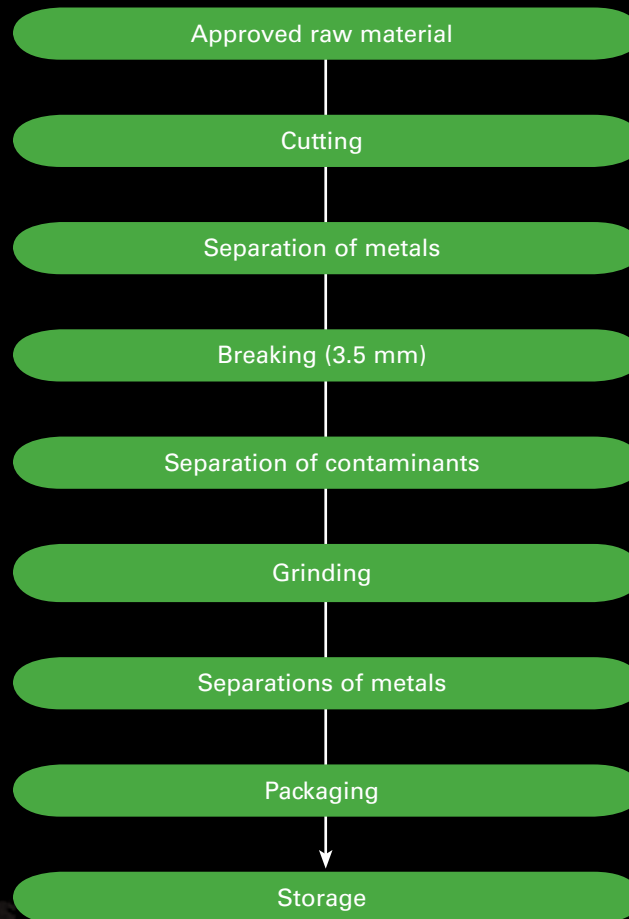 Approved raw material
Cutting
Separation of metals
Breaking (3.5 mm)
Separation of contaminants
Grinding
Separations of metals
Packaging
Storage